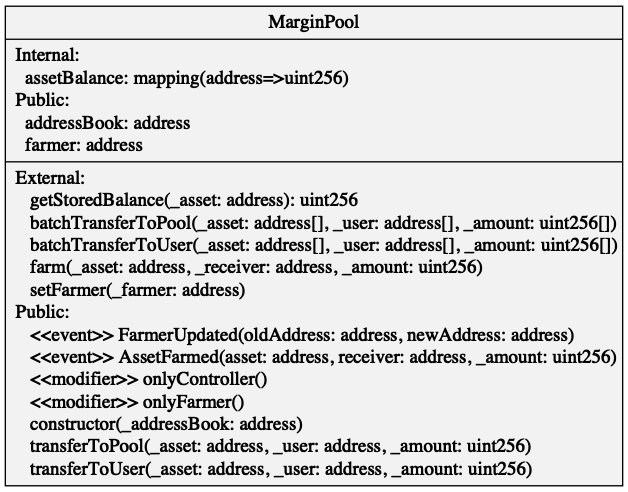 MarginPool
Internal:
assetBalance: mapping(address=>uint256)
Public:
addressBook: address
farmer: address
External:
getStoredBalance(_asset: address): uint256
batchTransferToPool(_asset: address[], _user: address[], _amount: uint256[])
batchTransferToUser(_asset: address[], _user: address[], _amount: uint256[])
farm(_asset: address, _receiver: address, _amount: uint256)
setFarmer(_farmer: address)
Public:
<<event>> FarmerUpdated(oldAddress: address, newAddress: address)
<<event>> AssetFarmed(asset: address, receiver: address, _amount: uint256)
<<modifier>> onlyController()
<<modifier>> onlyFarmer()
constructor(_addressBook: address)
transferToPool(_asset: address, _user: address, _amount: uint256)
transferToUser(_asset: address, _user: address, _amount: uint256)